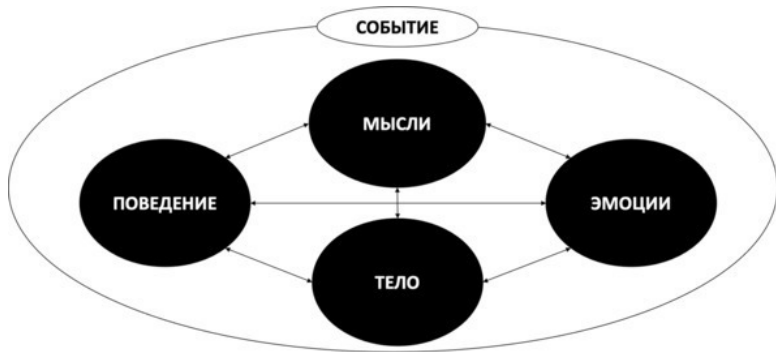 СОБЫТИЕ
МЫСЛИ
ПОВЕДЕНИЕ
ЭМОЦИИ
ТЕЛО